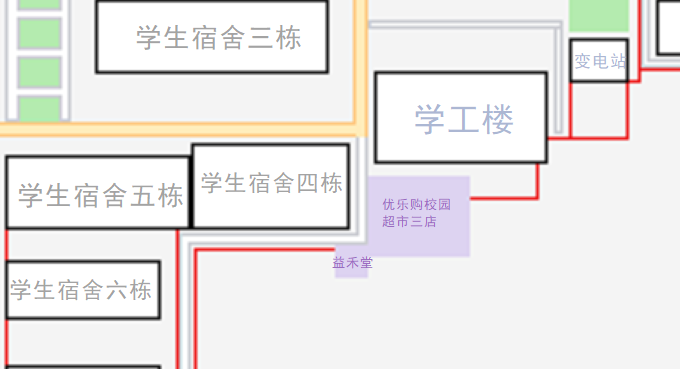 学生宿舍三栋
变电站
学工楼
学生宿舍四栋
学生宿舍五栋
优乐购校园
超市三店
益禾堂
学生宿舍六栋